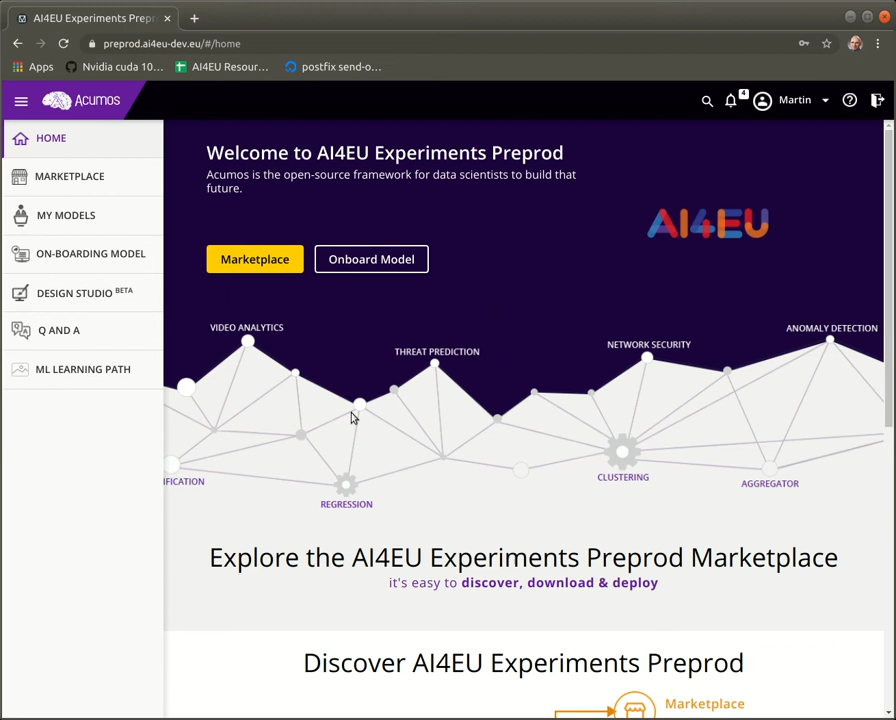 AI4EU Experiments Prepr
preprod.ai4eu-dev.eu/#/home
Apps
Nvidia cuda 10...
AI4EU Resour...
postfix send-o...
Acumos
4
Martin
HOME
MARKETPLACE
MY MODELS
ON-BOARDING MODEL
DESIGN STUDIO BETA
Q AND A
ML LEARNING PATH
Welcome to AI4EU Experiments Preprod
Acumos is the open-source framework for data scientists to build that
future.
AI4EU
Marketplace
Onboard Model
VIDEO ANALYTICS
THREAT PREDICTION
NETWORK SECURITY
ANOMALY DETECTION
IFICATION
REGRESSION
CLUSTERING
AGGREGATOR
Explore the AI4EU Experiments Preprod Marketplace
it's easy to discover, download & deploy
Discover AI4EU Experiments Preprod
Marketplace